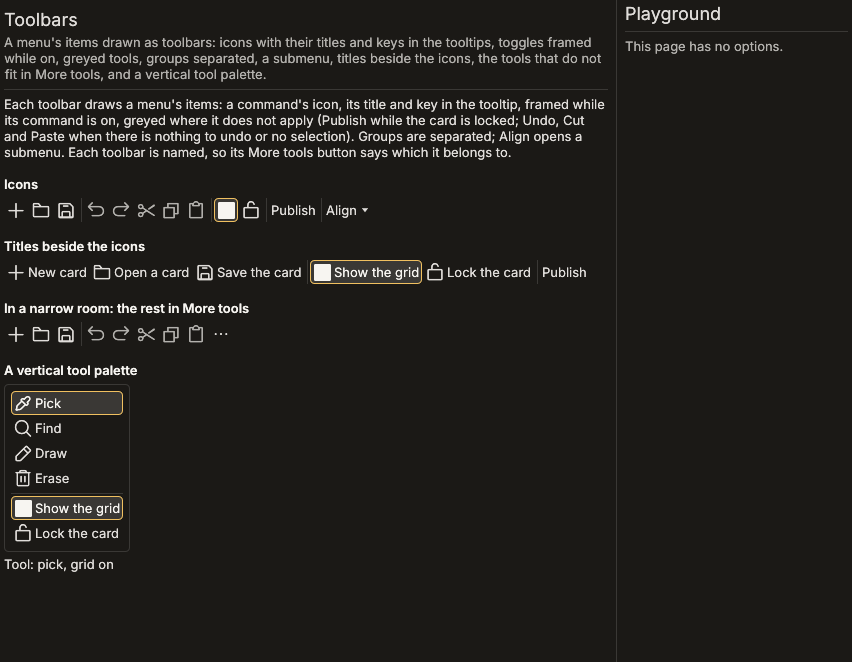 Toolbars
A menu's items drawn as toolbars: icons with their titles and keys in the tooltips, toggles framed
while on, greyed tools, groups separated, a submenu, titles beside the icons, the tools that do not
fit in More tools, and a vertical tool palette.
Each toolbar draws a menu's items: a command's icon, its title and key in the tooltip, framed while
its command is on, greyed where it does not apply (Publish while the card is locked; Undo, Cut
and Paste when there is nothing to undo or no selection). Groups are separated; Align opens a
submenu. Each toolbar is named, so its More tools button says which it belongs to.
Icons
Publish Align
Titles beside the icons
New card Open a card Save the card Show the grid Lock the card Publish
In a narrow room: the rest in More tools
A vertical tool palette
Pick
Find
Draw
Erase
Show the grid
Lock the card
Tool: pick, grid on
Playground
This page has no options.